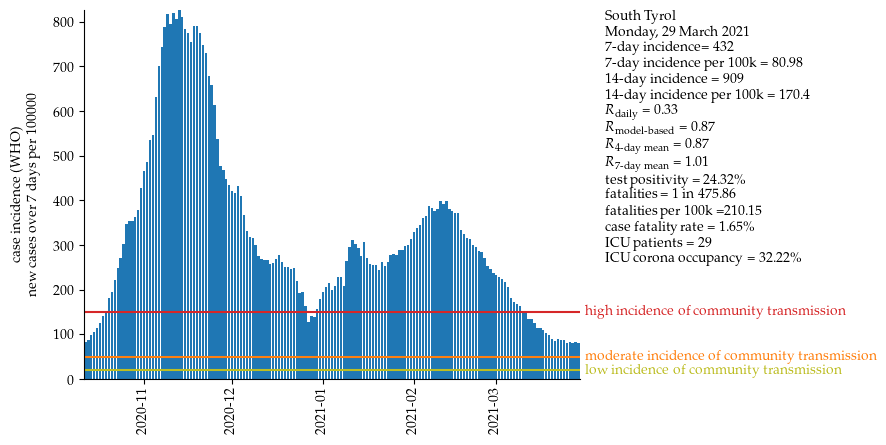 South Tyrol
Monday, 29 March 2021
7-day incidence= 432
7-day incidence per 100k = 80.98
14-day incidence = 909
14-day incidence per 100k = 170.4
R daily = 0.33
R model-based = 0.87
R 4-day mean = 0.87
R 7-day mean = 1.01
test positivity = 24.32%
fatalities = 1 in 475.86
fatalities per 100k =210.15
case fatality rate = 1.65%
ICU patients = 29
ICU corona occupancy = 32.22%
case incidence (WHO)
new cases over 7 days per 100000
800
700
600
500
400
300
200
100
0
high incidence of community transmission
moderate incidence of community transmission
low incidence of community transmission
2020-11
2020-12
2021-01
2021-02
2021-03